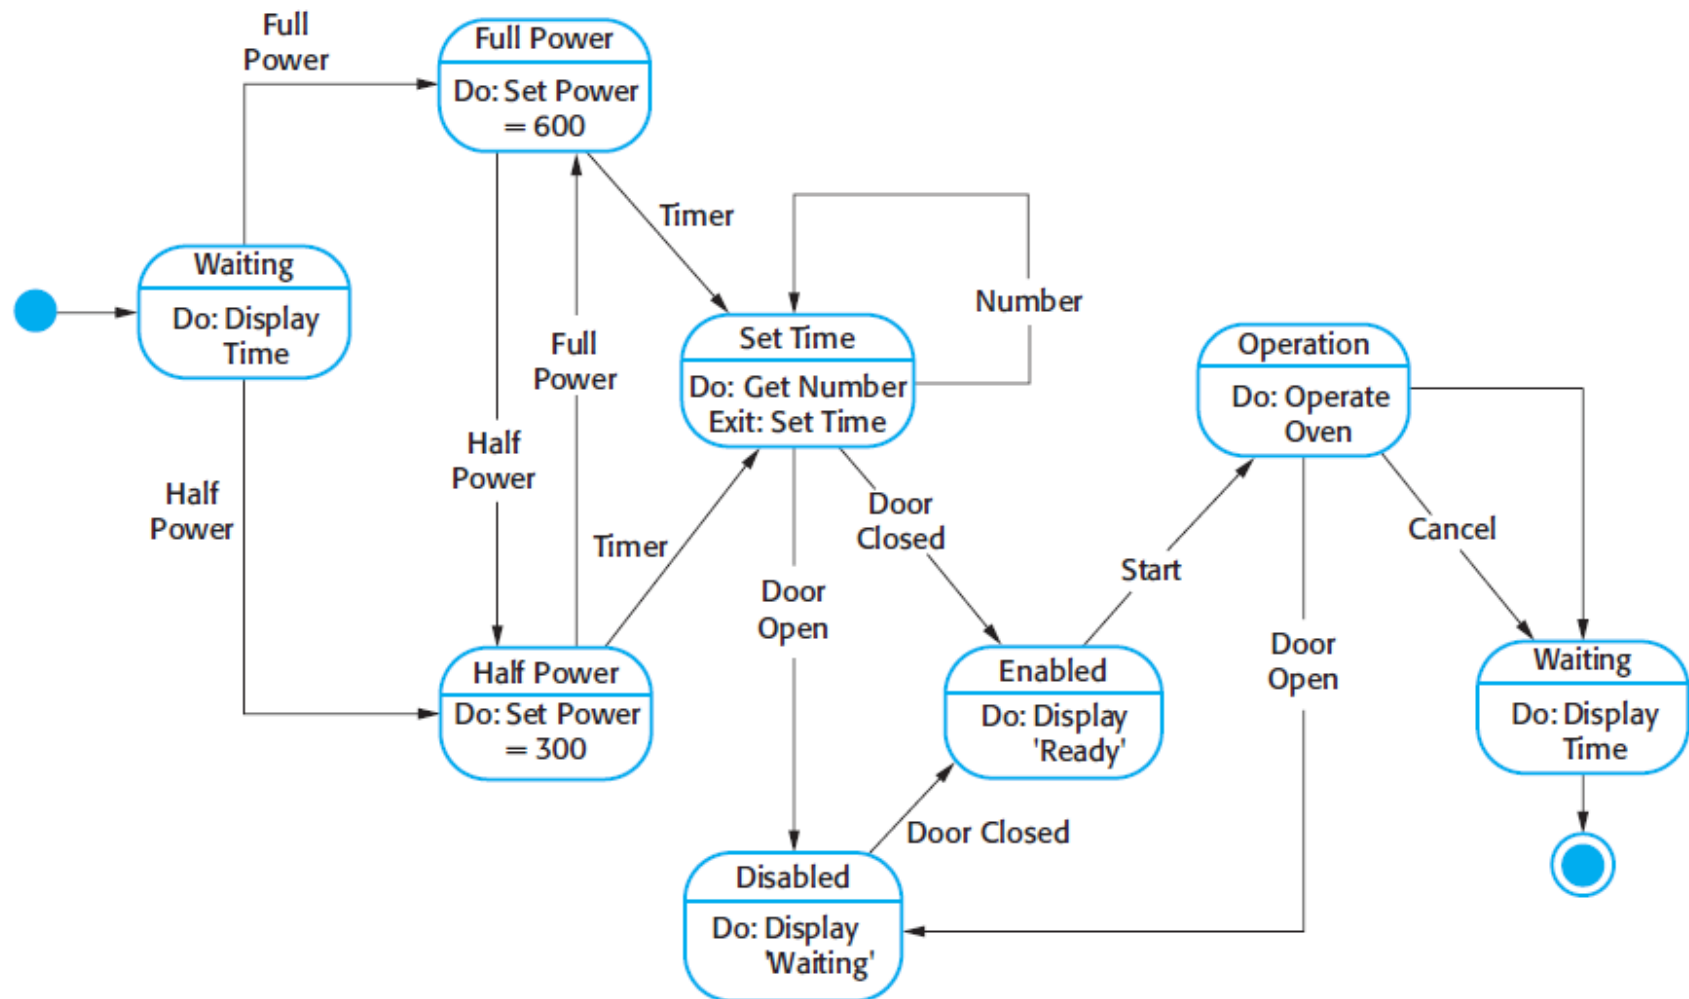 Full
Power
Full Power
Do: Set Power
= 600
Timer
Waiting
Do: Display
Time
Number
Full
Power
Set Time
Do: Get Number
Exit: Set Time
Operation
Do: Operate
Oven
Half
Power
Half
Power
Timer
Door
Closed
Cancel
Start
Door
Open
Door
Open
Half Power
Do: Set Power
= 300
Enabled
Do: Display
'Ready'
Waiting
Do: Display
Time
Door Closed
Disabled
Do: Display
'Waiting'